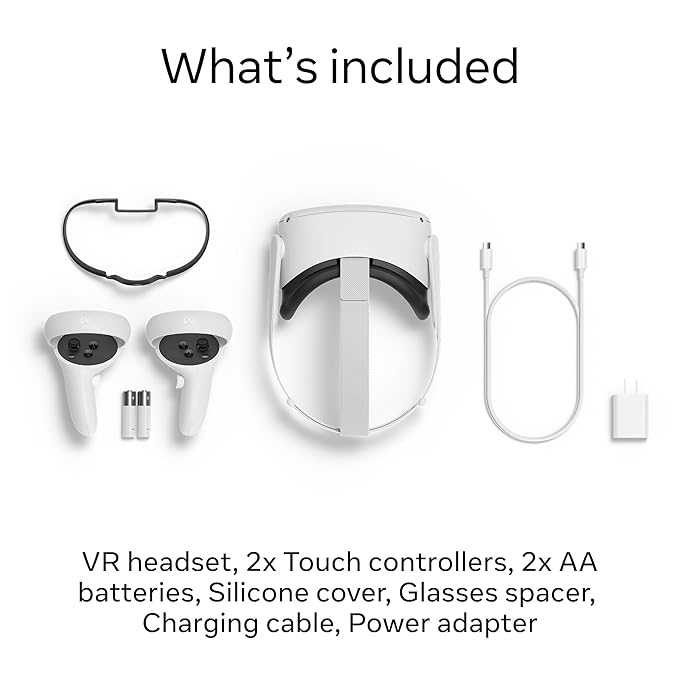 What’s included
VR headset, 2x Touch controllers, 2x AA
batteries, Silicone cover, Glasses spacer,
Charging cable, Power adapter